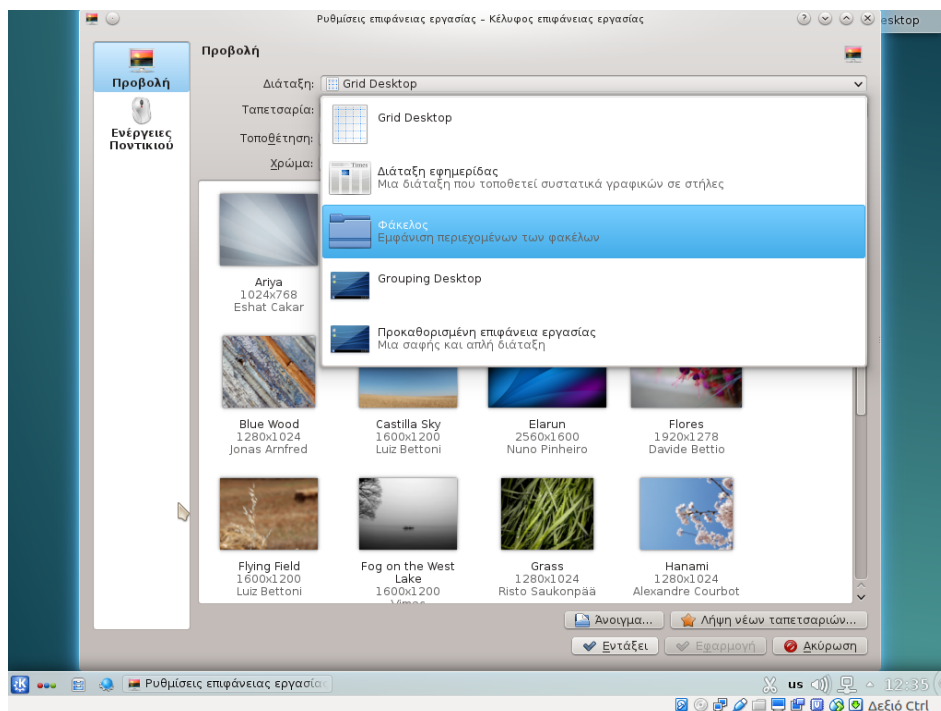 Ρυθμίσεις επιφάνειας εργασίας – Κέλυφος επιφάνειας εργασίας
esktop
Προβολή
Ενέργειες
Ποντικιού
Προβολή
Διάταξη:
Grid Desktop
Ταπετσαρία:
Τοποθέτηση:
Χρώμα:
Grid Desktop
Διάταξη εφημερίδας
Μια διάταξη που τοποθετεί συστατικά γραφικών σε στήλες
Φάκελος
Εμφάνιση περιεχομένων των φακέλων
Grouping Desktop
Προκαθορισμένη επιφάνεια εργασίας
Μια σαφής και απλή διάταξη
Ariya
1024x768
Eshat Cakar
Blue Wood
1280x1024
Jonas Arnfred
Castilla Sky
1600x1200
Luiz Bettoni
Elarun
2560x1600
Nuno Pinheiro
Flores
1920x1278
Davide Bettio
Flying Field
1600x1200
Luiz Bettoni
Fog on the West
Lake
1600x1200
Grass
1280x1024
Risto Saukonpää
Hanami
1280x1024
Alexandre Courbot
Άνοιγμα...
Λήψη νέων ταπετσαριών...
Εντάξει
Εφαρμογή
Ακύρωση
Ρυθμίσεις επιφάνειας εργασίας
us
12:35
Δεξιό Ctrl